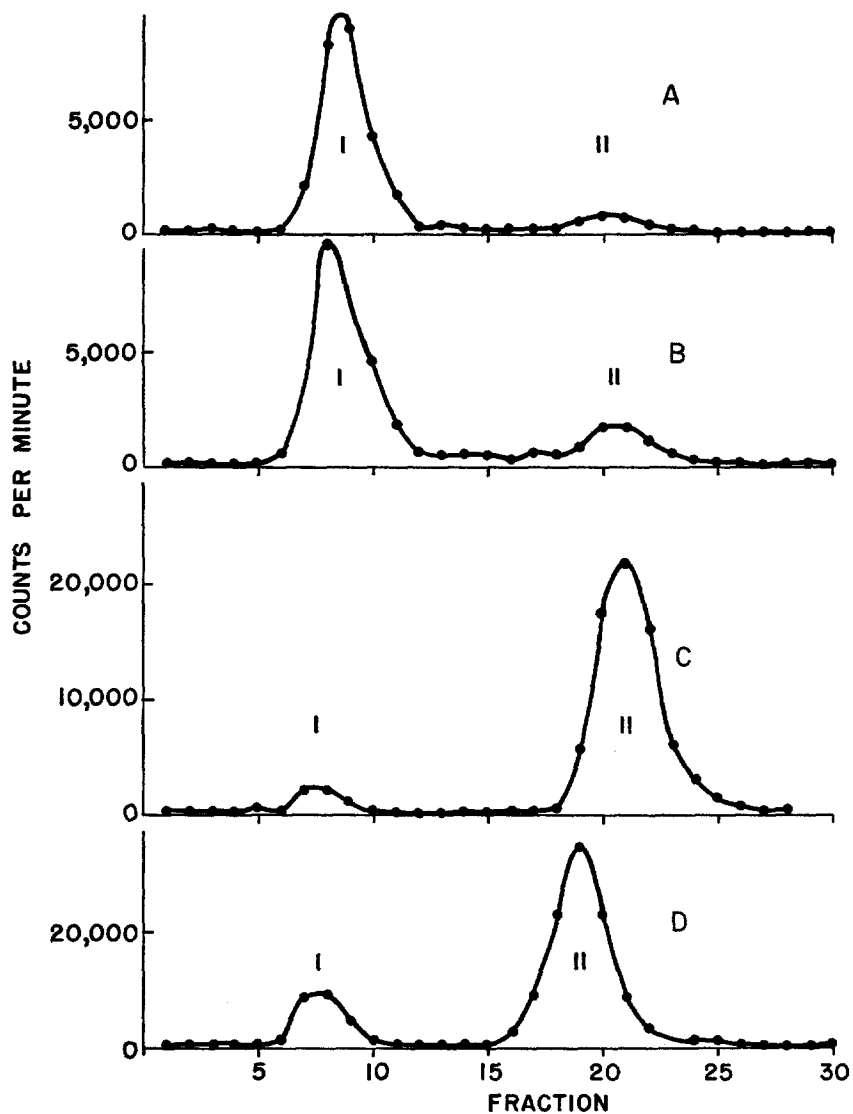 A
5,000
I
II
0
B
5,000
I
II
0
COUNTS PER MINUTE
20,000
C
10,000
I
II
0
D
20,000
I
II
0
5 10 15 20 25 30
FRACTION